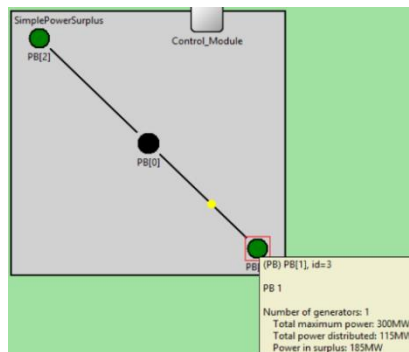 SimplePowerSurplus
Control_Module
PB[2]
PB[0]
(PB) PB[1], id=3
PB 1
Number of generators: 1
Total maximum power: 300MW
Total power distributed: 115MW
Power in surplus: 185MW